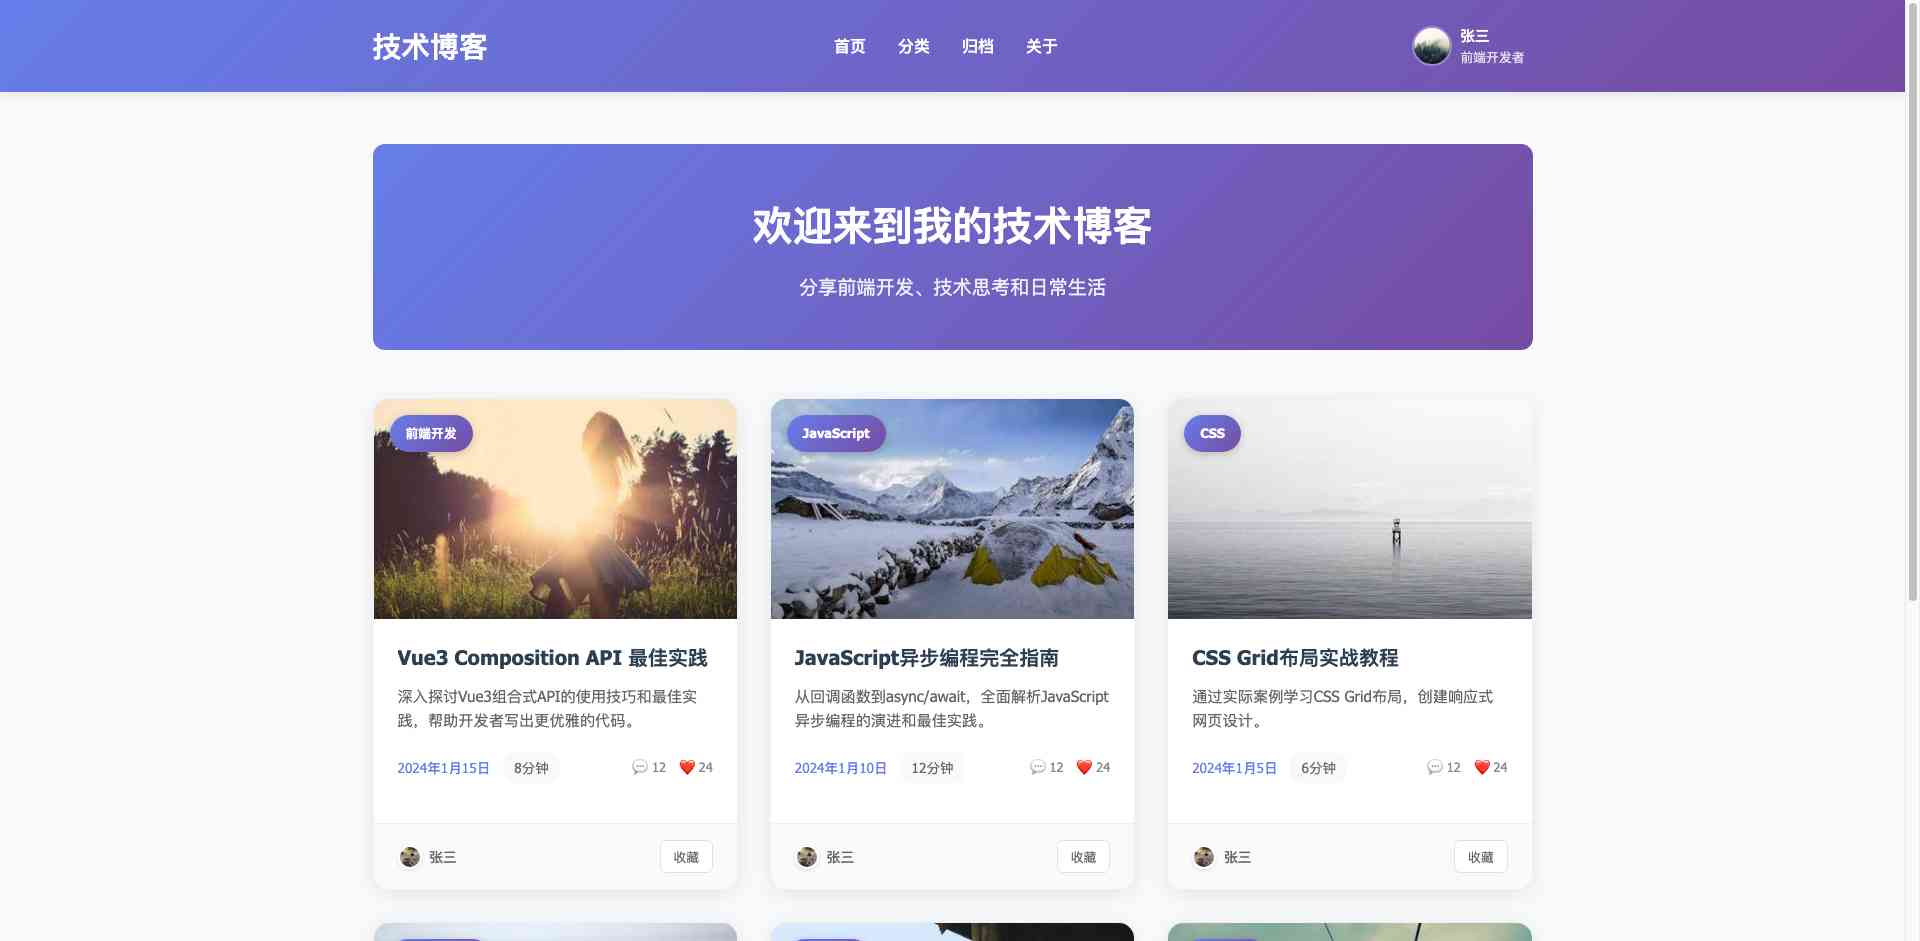 技术博客
首页 分类 归档 关于
张三
前端开发者
欢迎来到我的技术博客
分享前端开发、技术思考和日常生活
前端开发
Vue3 Composition API 最佳实践
深入探讨Vue3组合式API的使用技巧和最佳实
践，帮助开发者写出更优雅的代码。
2024年1月15日 8分钟 12 24
张三 收藏
JavaScript
JavaScript异步编程完全指南
从回调函数到async/await，全面解析JavaScript
异步编程的演进和最佳实践。
2024年1月10日 12分钟 12 24
张三 收藏
CSS
CSS Grid布局实战教程
通过实际案例学习CSS Grid布局，创建响应式
网页设计。
2024年1月5日 6分钟 12 24
张三 收藏